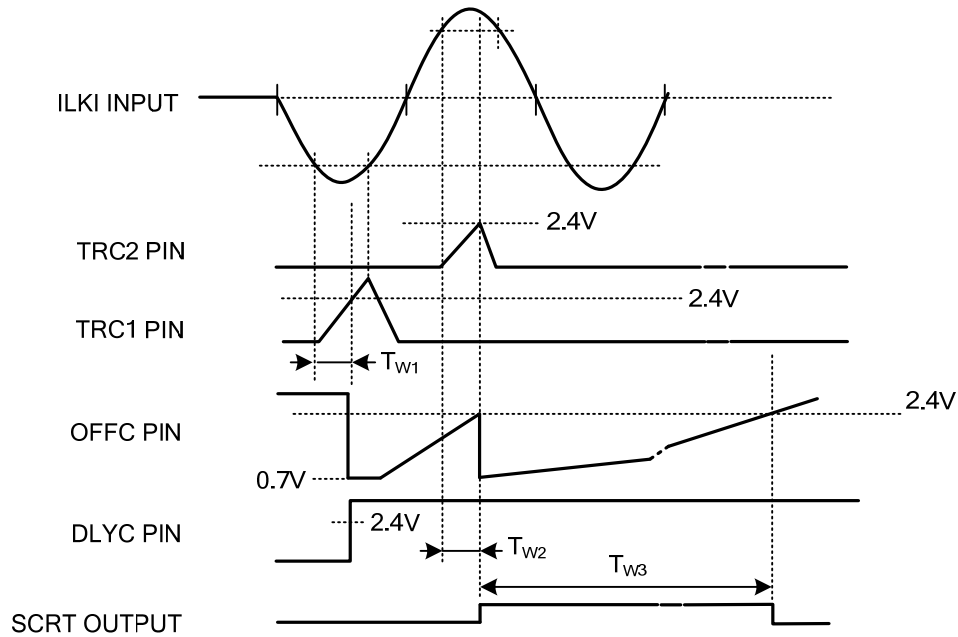 ILKI INPUT
2.4V
TRC2 PIN
2.4V
TRC1 PIN
TW1
2.4V
OFFC PIN
0.7V
2.4V
DLYC PIN
TW2
TW3
SCRT OUTPUT